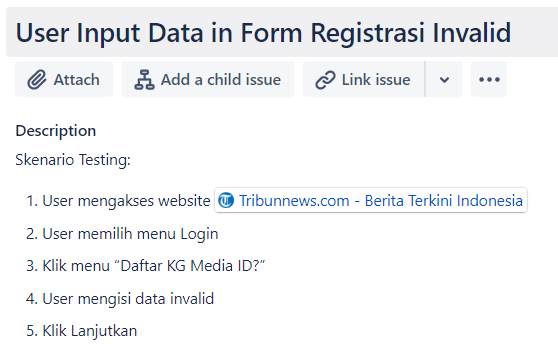 User Input Data in Form Registrasi Invalid
Attach Add a child issue Link issue
Description
Skenario Testing:
1. User mengakses website Tribunnews.com - Berita Terkini Indonesia
2. User memilih menu Login
3. Klik menu “Daftar KG Media ID?”
4. User mengisi data invalid
5. Klik Lanjutkan